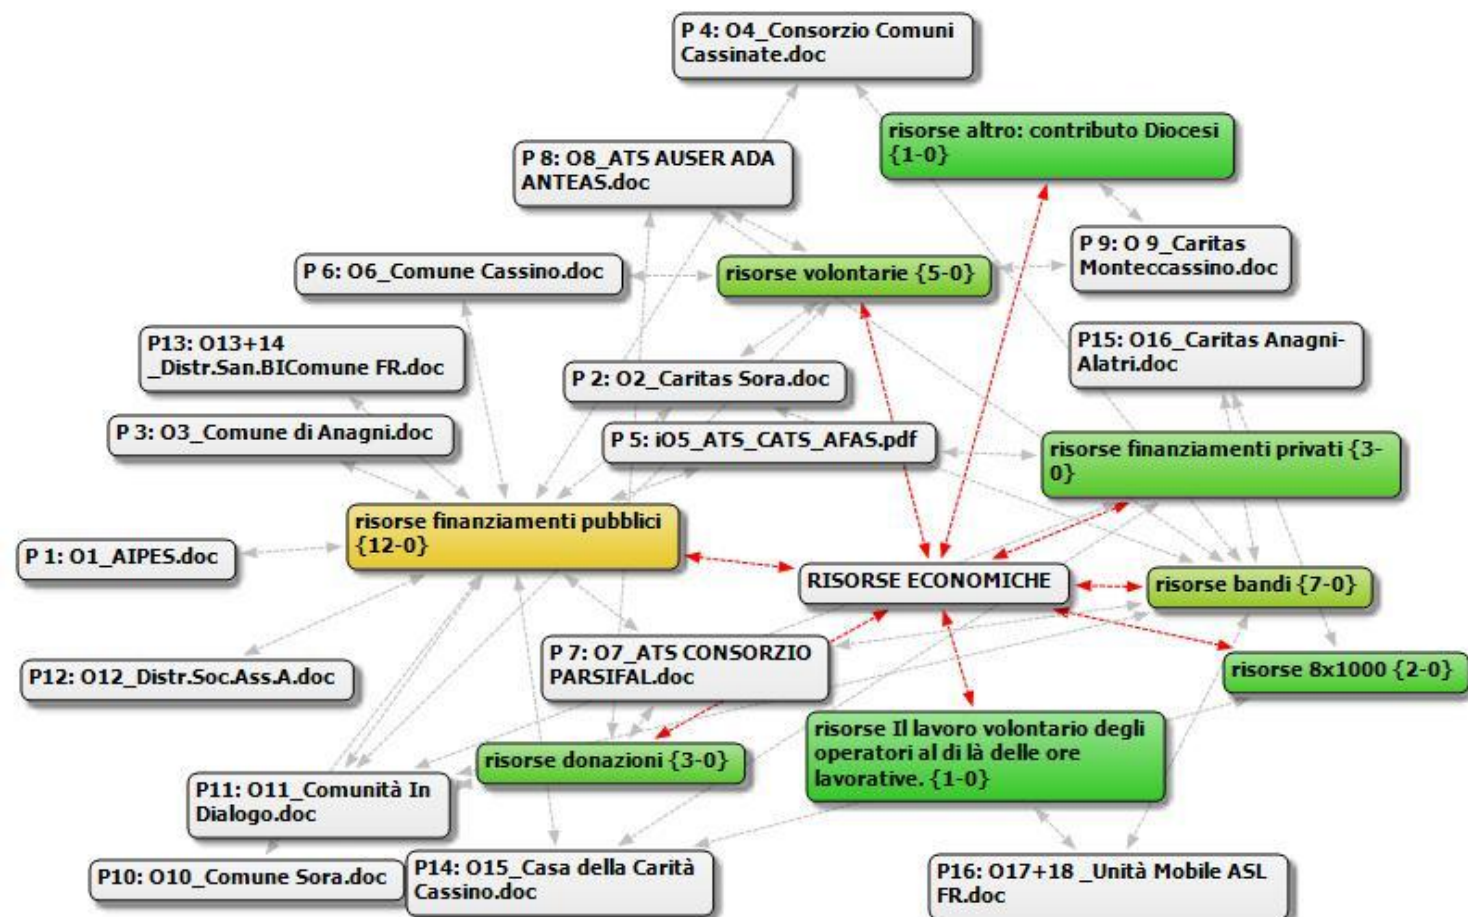 P 4: O4_Consorzio Comuni
Cassinate.doc
risorse altro: contributo Diocesi
{1-0}
P 8: O8_ATS AUSER ADA
ANTEAS.doc
P 9: O 9_Caritas
Monteccassino.doc
P 6: O6_Comune Cassino.doc
risorse volontarie {5-0}
P13: O13+14
_Distr.San.BIComune FR.doc
P15: O16_Caritas Anagni-
Alatri.doc
P 2: O2_Caritas Sora.doc
P 3: O3_Comune di Anagni.doc
P 5: iO5_ATS_CATS_AFAS.pdf
risorse finanziamenti privati {3-
0}
risorse finanziamenti pubblici
{12-0}
P 1: O1_AIPES.doc
RISORSE ECONOMICHE
risorse bandi {7-0}
P 7: O7_ATS CONSORZIO
PARSIFAL.doc
P12: O12_Distr.Soc.Ass.A.doc
risorse 8x1000 {2-0}
risorse Il lavoro volontario degli
operatori al di là delle ore
lavorative. {1-0}
risorse donazioni {3-0}
P11: O11_Comunità In
Dialogo.doc
P10: O10_Comune Sora.doc
P14: O15_Casa della Carità
Cassino.doc
P16: O17+18 _Unità Mobile ASL
FR.doc